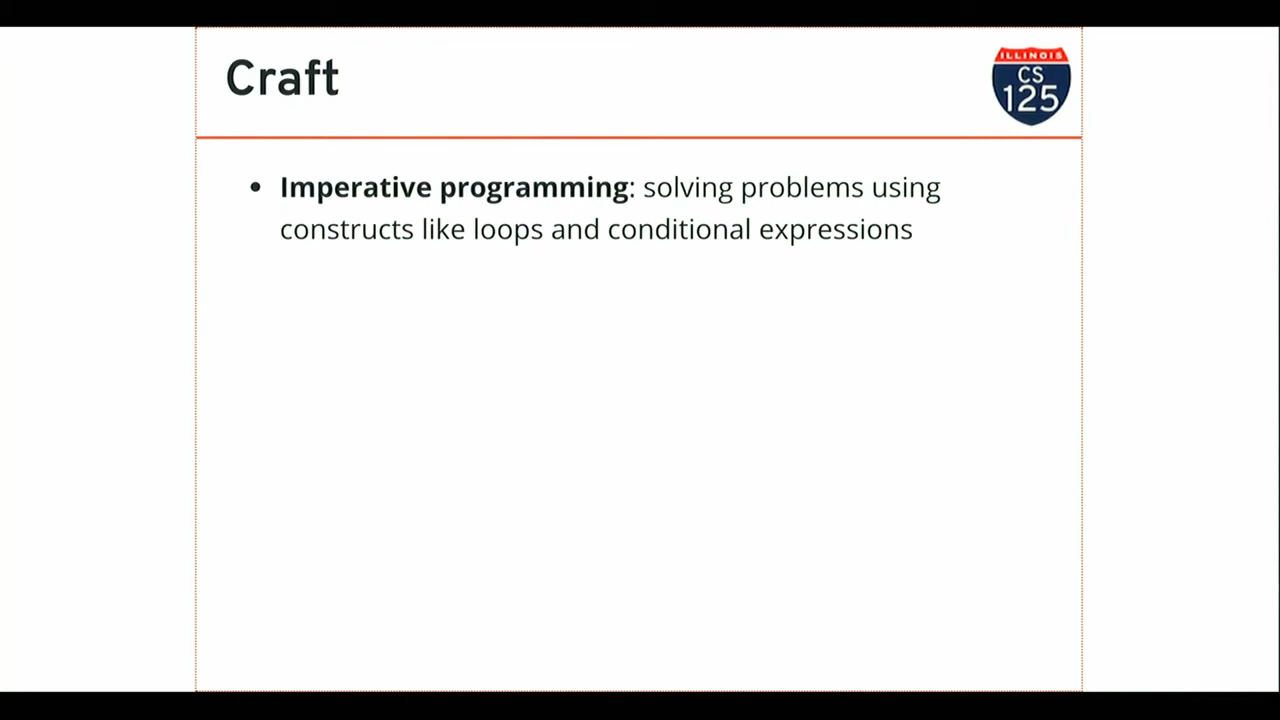 Craft
ILLINOIS
CS
125
• Imperative programming: solving problems using
constructs like loops and conditional expressions